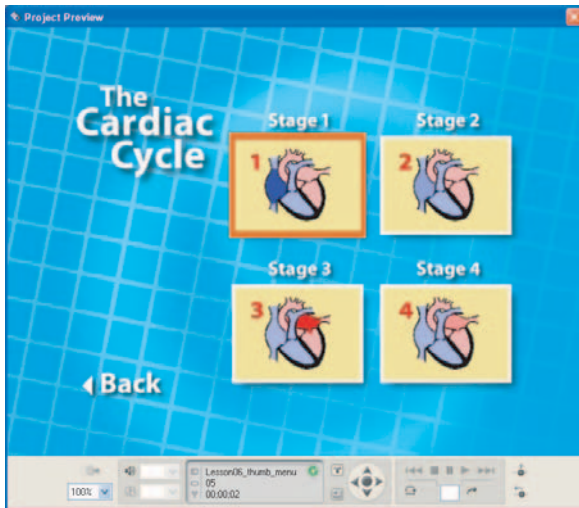 Project Preview
The
Cardiac
Cycle
Stage 1
Stage 2
1
2
Stage 3
Stage 4
3
4
Back
100%
Lesson06_thumb_menu
05
00:00:02